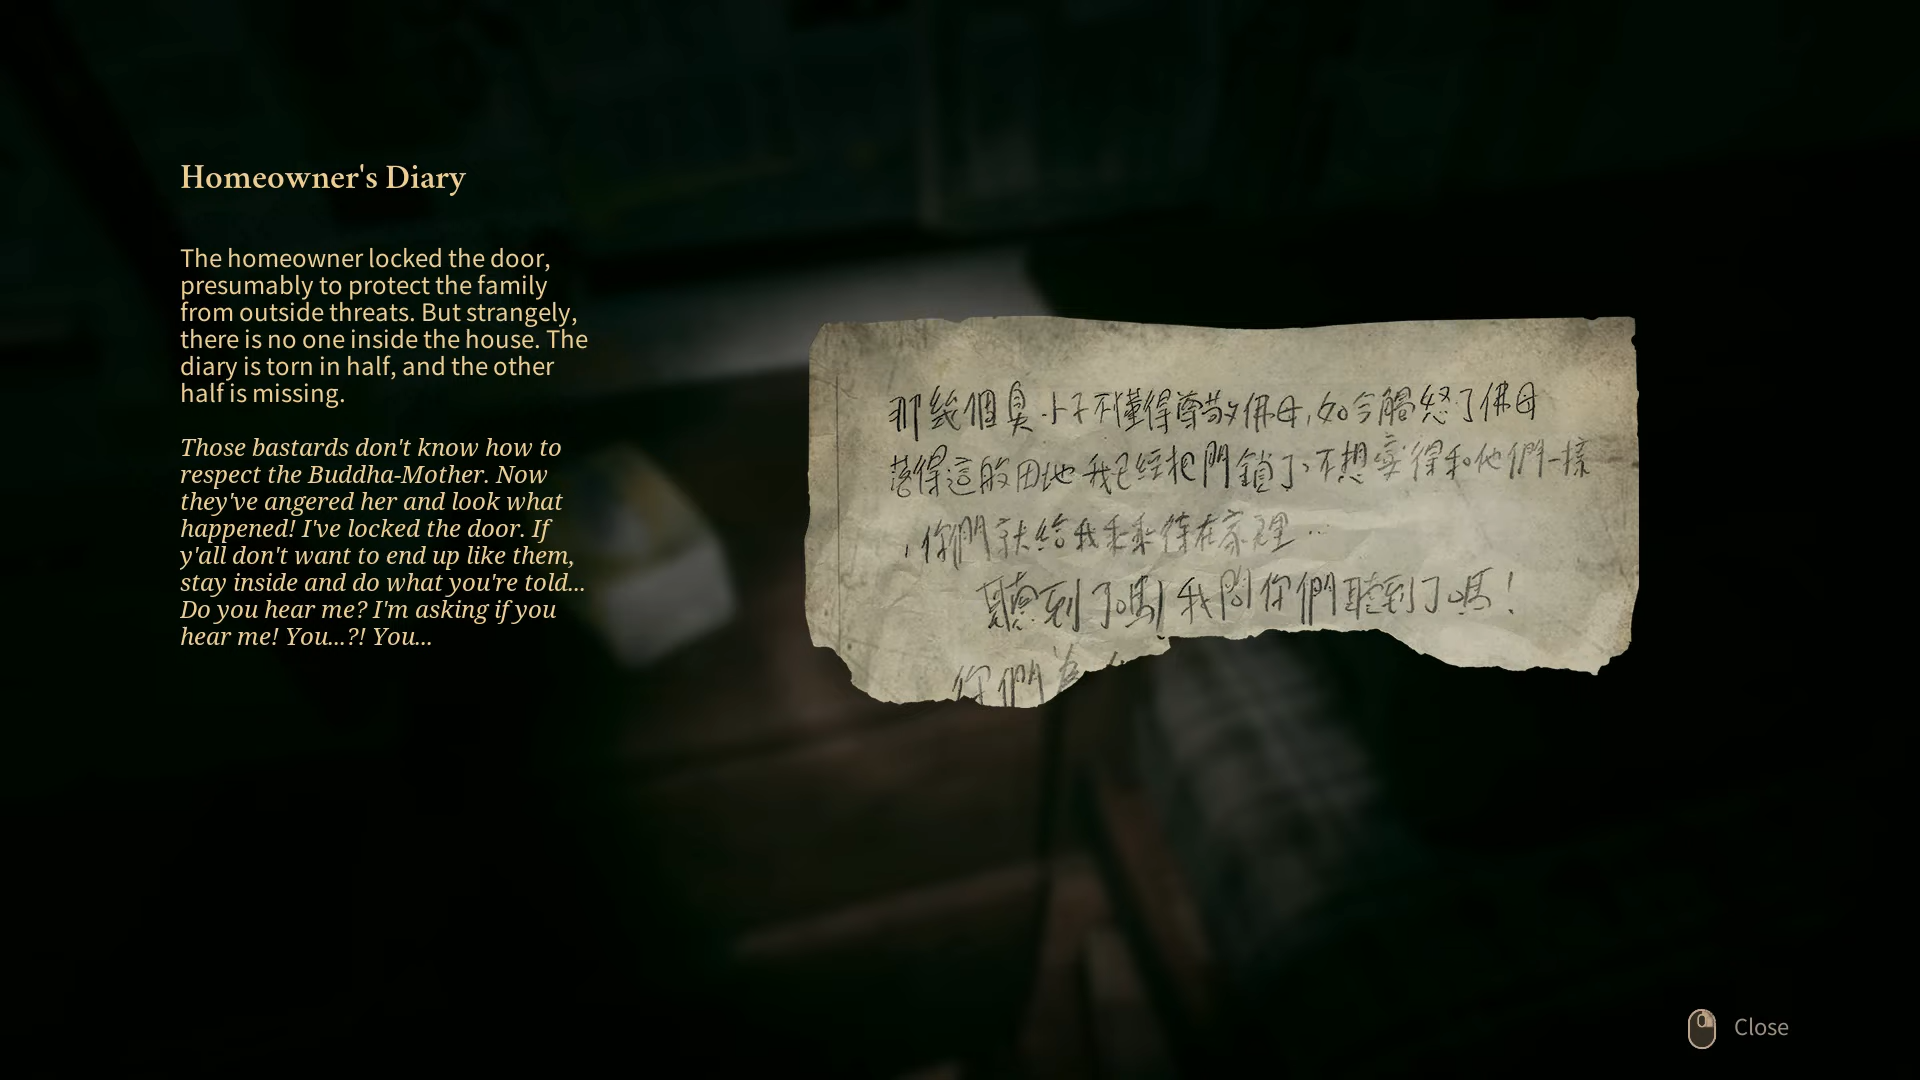 Homeowner's Diary
The homeowner locked the door,
presumably to protect the family
from outside threats. But strangely,
there is no one inside the house. The
diary is torn in half, and the other
half is missing.
Those bastards don't know how to
respect the Buddha-Mother. Now
they've angered her and look what
happened! I've locked the door. If
y'all don't want to end up like them,
stay inside and do what you're told...
Do you hear me? I'm asking if you
hear me! You...?! You...
那幾個臭小子不懂得尊敬佛母,如今觸怒了佛母
落得這般田地 我已經把門鎖了,不想變得和他們一樣
,你們就給我乖乖待在家裡...
聽到了嗎 我問你們聽到了嗎!
你們為
Close